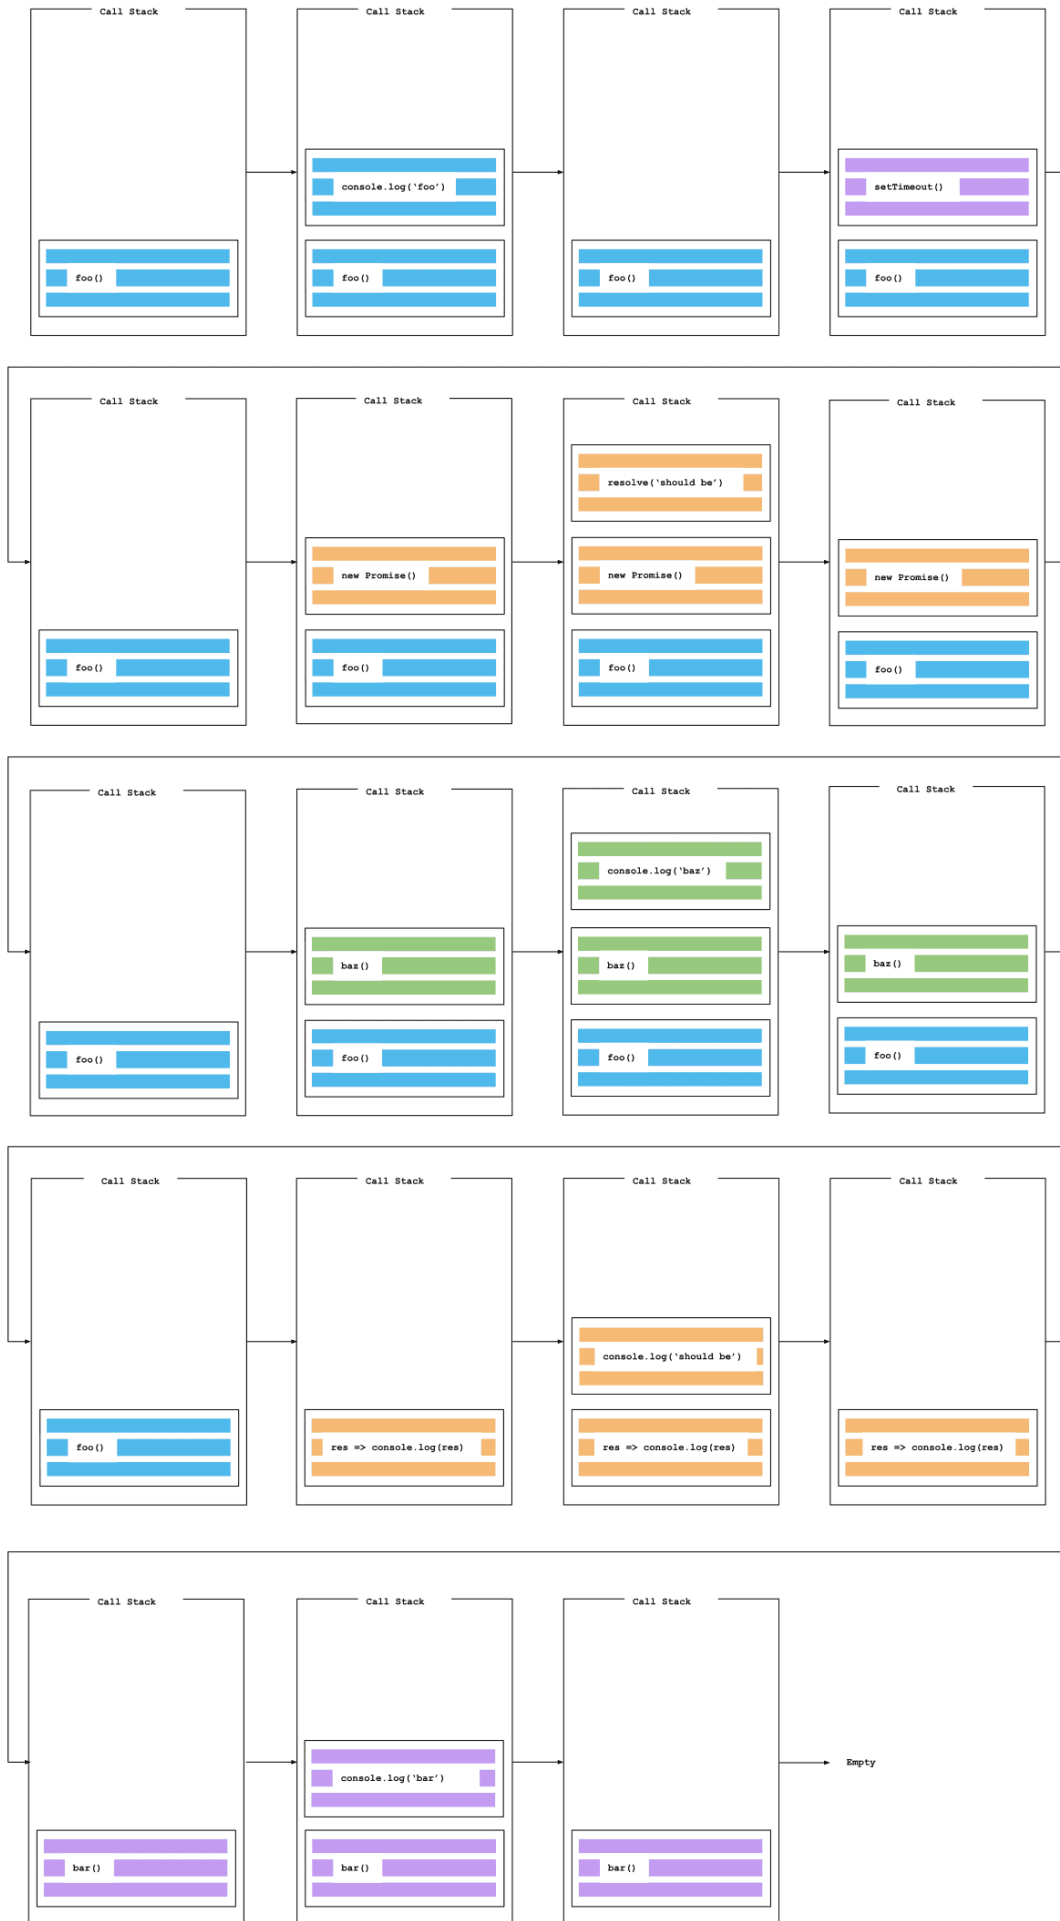 Call Stack
Call Stack
Call Stack
Call Stack
console.log(‘foo’)
setTimeout()
foo()
foo()
foo()
foo()
Call Stack
Call Stack
Call Stack
Call Stack
resolve(‘should be’)
new Promise()
new Promise()
new Promise()
foo()
foo()
foo()
foo()
Call Stack
Call Stack
Call Stack
Call Stack
console.log(‘baz’)
baz()
baz()
baz()
foo()
foo()
foo()
foo()
Call Stack
Call Stack
Call Stack
Call Stack
console.log(‘should be’)
foo()
res => console.log(res)
res => console.log(res)
res => console.log(res)
Call Stack
Call Stack
Call Stack
Empty
console.log(‘bar’)
bar()
bar()
bar()